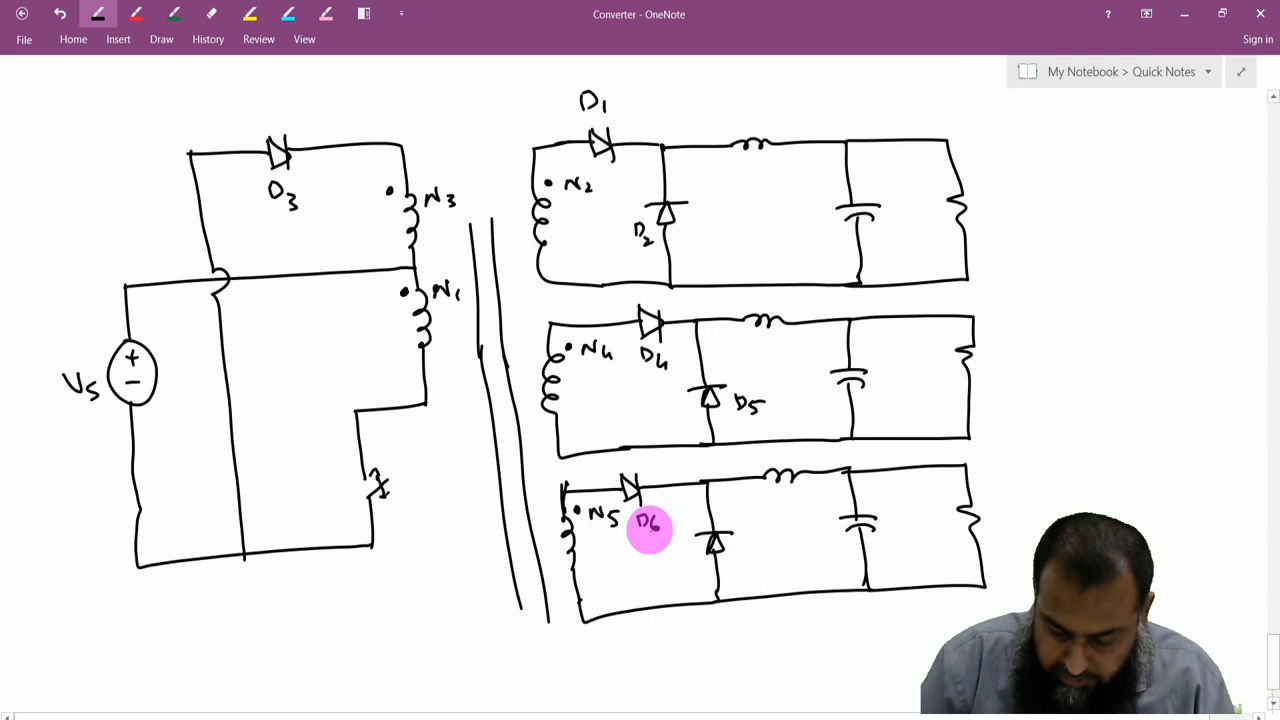 Converter - OneNote
?
File
Home
Insert
Draw
History
Review
View
Sign in
My Notebook > Quick Notes
D1
D3
N3
N2
D2
N1
Vs
+
−
N4
D4
D5
N5
D6